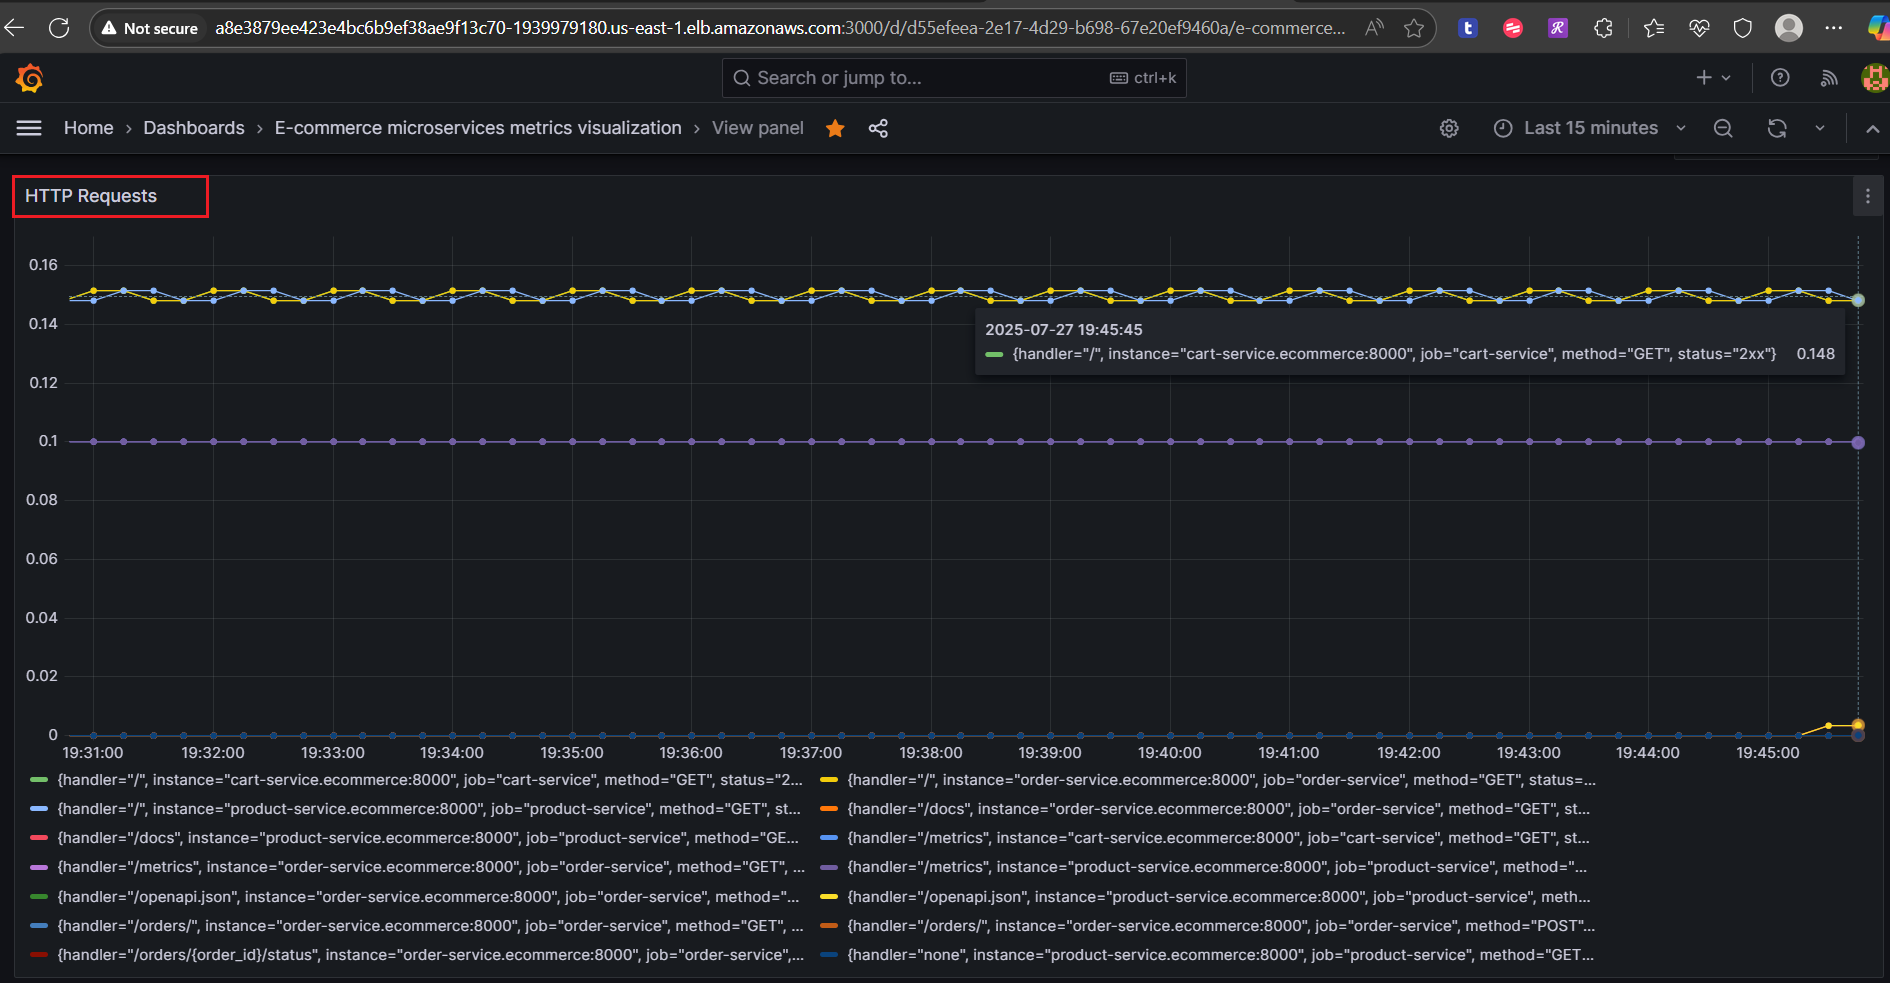 Not secure a8e3879ee423e4bc6b9ef38ae9f13c70-1939979180.us-east-1.elb.amazonaws.com:3000/d/d55efeea-2e17-4d29-b698-67e20ef9460a/e-commerce...
Search or jump to... ctrl+k
Home › Dashboards › E-commerce microservices metrics visualization › View panel Last 15 minutes
HTTP Requests
0.16
0.14
2025-07-27 19:45:45
{handler="/", instance="cart-service.ecommerce:8000", job="cart-service", method="GET", status="2xx"} 0.148
0.12
0.1
0.08
0.06
0.04
0.02
0
19:31:00 19:32:00 19:33:00 19:34:00 19:35:00 19:36:00 19:37:00 19:38:00 19:39:00 19:40:00 19:41:00 19:42:00 19:43:00 19:44:00 19:45:00
{handler="/", instance="cart-service.ecommerce:8000", job="cart-service", method="GET", status="2... {handler="/", instance="order-service.ecommerce:8000", job="order-service", method="GET", status=...
{handler="/", instance="product-service.ecommerce:8000", job="product-service", method="GET", st... {handler="/docs", instance="order-service.ecommerce:8000", job="order-service", method="GET", st...
{handler="/docs", instance="product-service.ecommerce:8000", job="product-service", method="GE... {handler="/metrics", instance="cart-service.ecommerce:8000", job="cart-service", method="GET", st...
{handler="/metrics", instance="order-service.ecommerce:8000", job="order-service", method="GET", ... {handler="/metrics", instance="product-service.ecommerce:8000", job="product-service", method="...
{handler="/openapi.json", instance="order-service.ecommerce:8000", job="order-service", method="... {handler="/openapi.json", instance="product-service.ecommerce:8000", job="product-service", meth...
{handler="/orders/", instance="order-service.ecommerce:8000", job="order-service", method="GET", ... {handler="/orders/", instance="order-service.ecommerce:8000", job="order-service", method="POST"...
{handler="/orders/{order_id}/status", instance="order-service.ecommerce:8000", job="order-service",... {handler="none", instance="product-service.ecommerce:8000", job="product-service", method="GET...